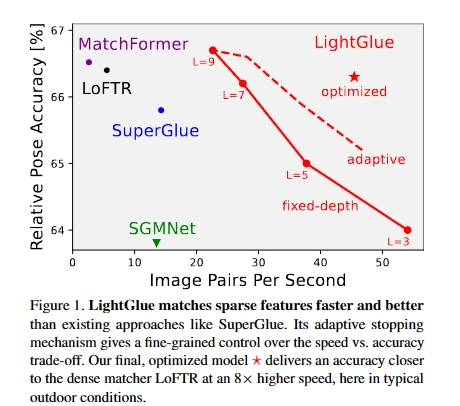 Relative Pose Accuracy [%]
67
66
65
64
MatchFormer
LoFTR
SuperGlue
SGMNet
LightGlue
optimized
adaptive
fixed-depth
L=9
L=7
L=5
L=3
0 10 20 30 40 50
Image Pairs Per Second
Figure 1. LightGlue matches sparse features faster and better
than existing approaches like SuperGlue. Its adaptive stopping
mechanism gives a fine-grained control over the speed vs. accuracy
trade-off. Our final, optimized model ★ delivers an accuracy closer
to the dense matcher LoFTR at an 8× higher speed, here in typical
outdoor conditions.